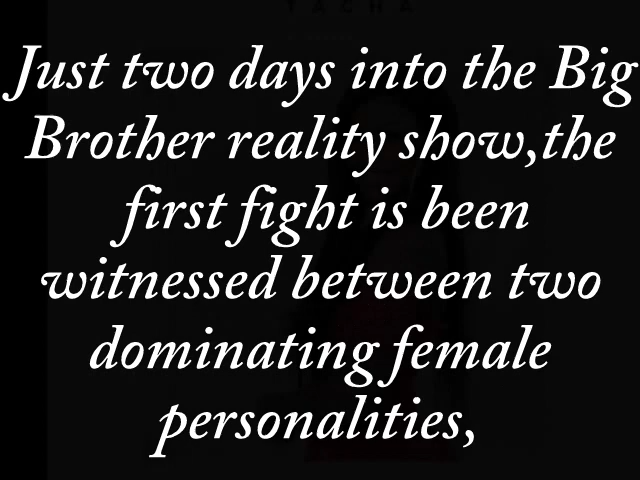 TACHA
Just two days into the Big
Brother reality show,the
first fight is been
witnessed between two
dominating female
personalities,